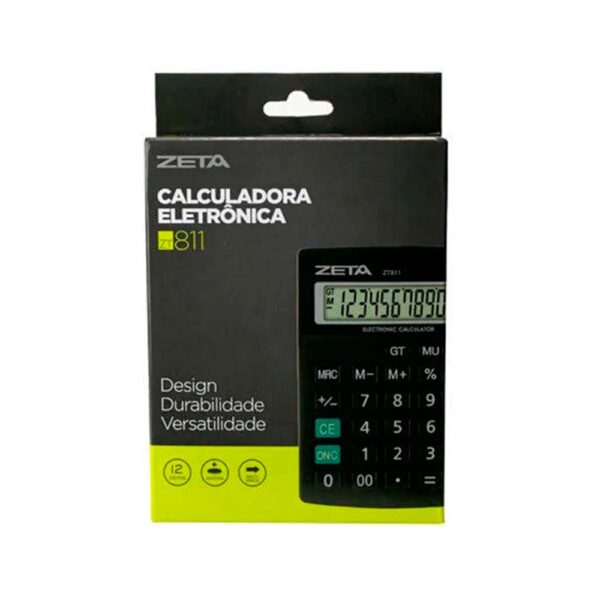 ZETA
CALCULADORA
ELETRÔNICA
ZT811
ZETA ZT811
GT
M
- 1234567890
ELECTRONIC CALCULATOR
GT MU
MRC M- M+ %
+/- 7 8 9
CE 4 5 6
ON·C 1 2 3
0 00 · =
Design
Durabilidade
Versatilidade
12